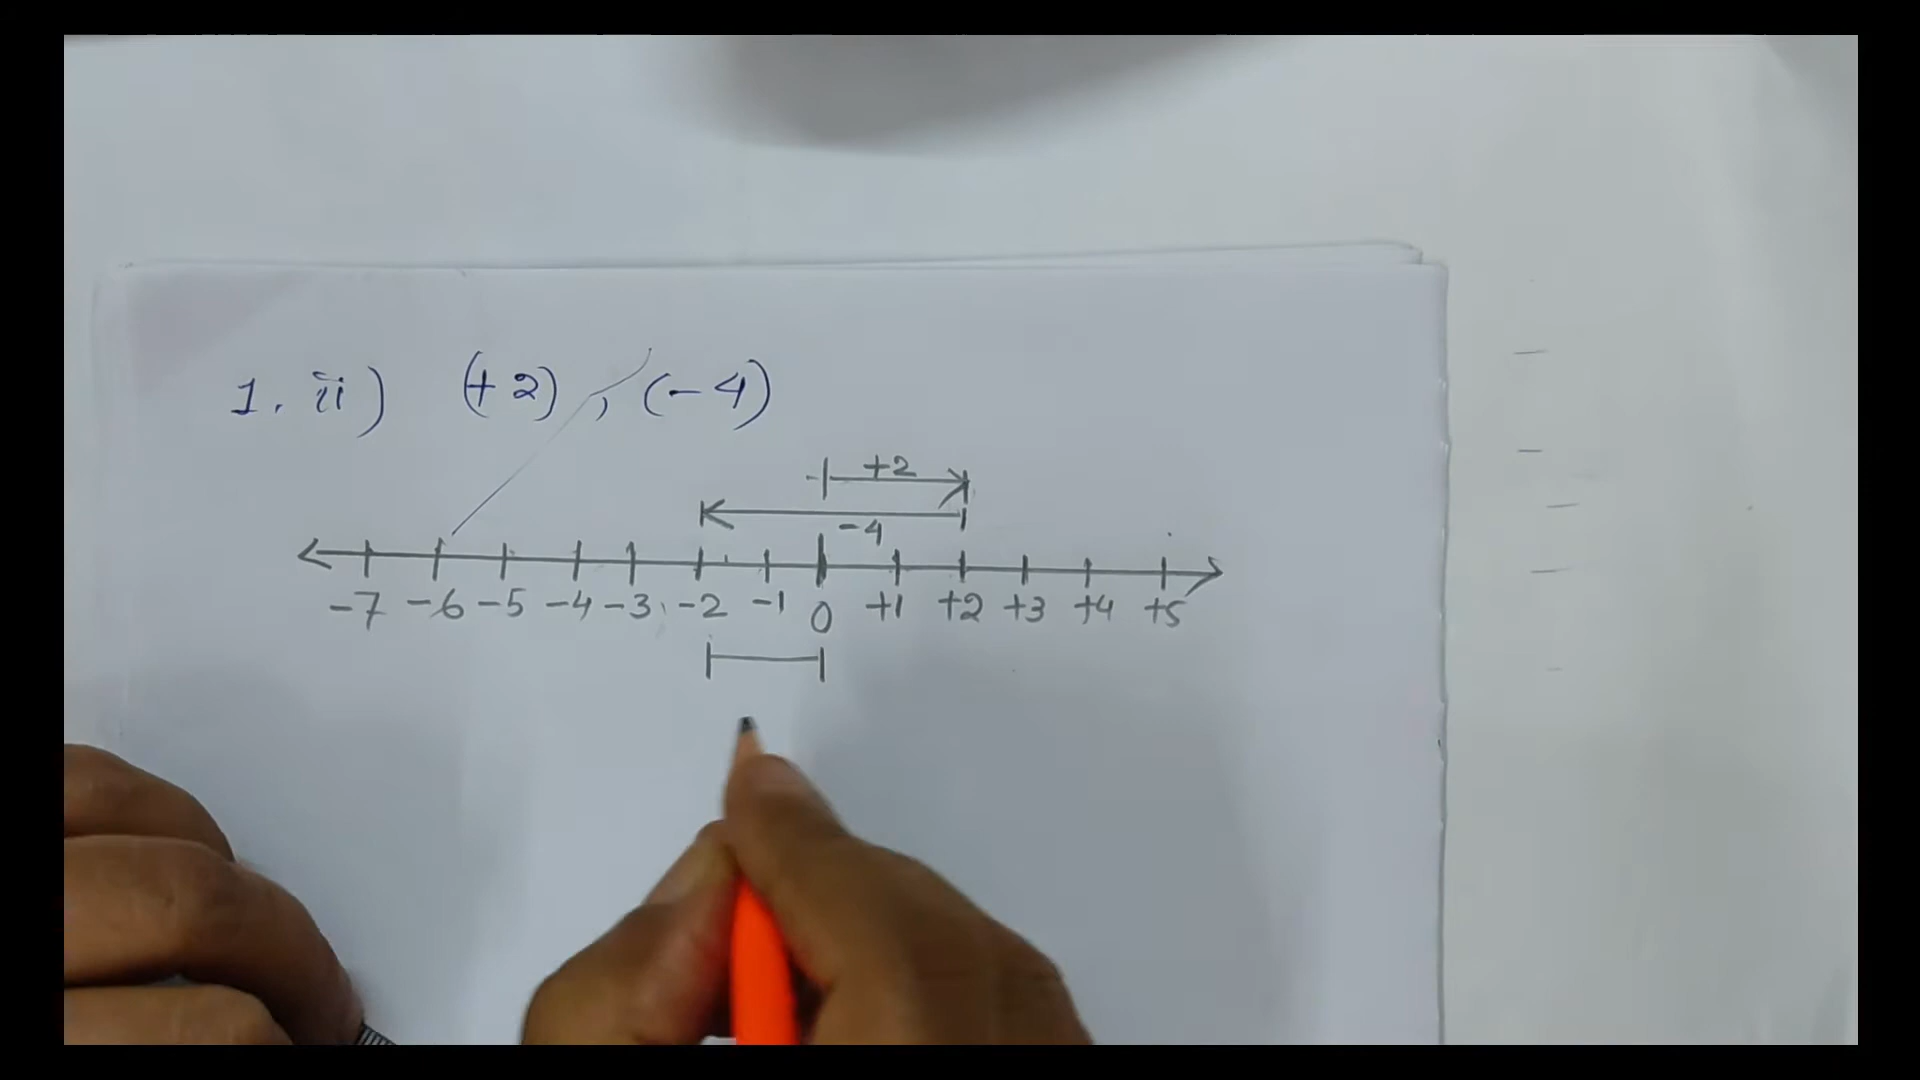 1. ii) (+2), (-4)
+2
-4
-7 -6 -5 -4 -3 -2 -1 0 +1 +2 +3 +4 +5